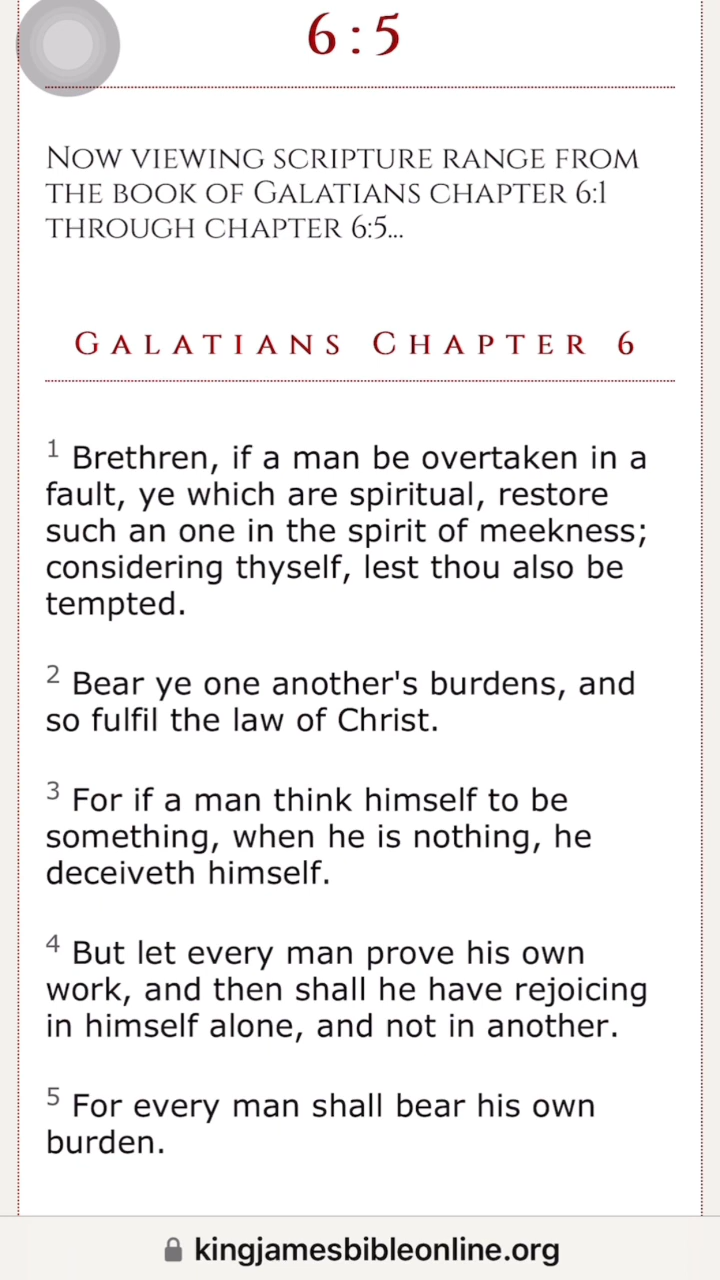 6:5
Now viewing scripture range from
the book of Galatians chapter 6:1
through chapter 6:5...
Galatians Chapter 6
1 Brethren, if a man be overtaken in a
fault, ye which are spiritual, restore
such an one in the spirit of meekness;
considering thyself, lest thou also be
tempted.
2 Bear ye one another's burdens, and
so fulfil the law of Christ.
3 For if a man think himself to be
something, when he is nothing, he
deceiveth himself.
4 But let every man prove his own
work, and then shall he have rejoicing
in himself alone, and not in another.
5 For every man shall bear his own
burden.
kingjamesbibleonline.org